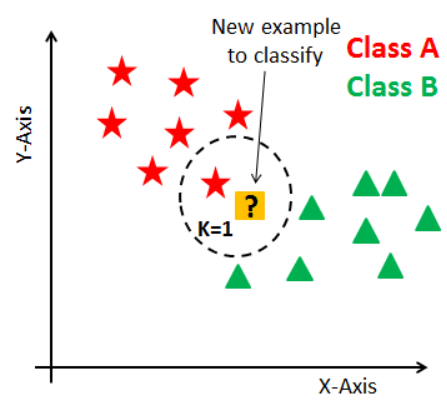 New example
to classify
Class A
Class B
Y-Axis
?
K=1
X-Axis